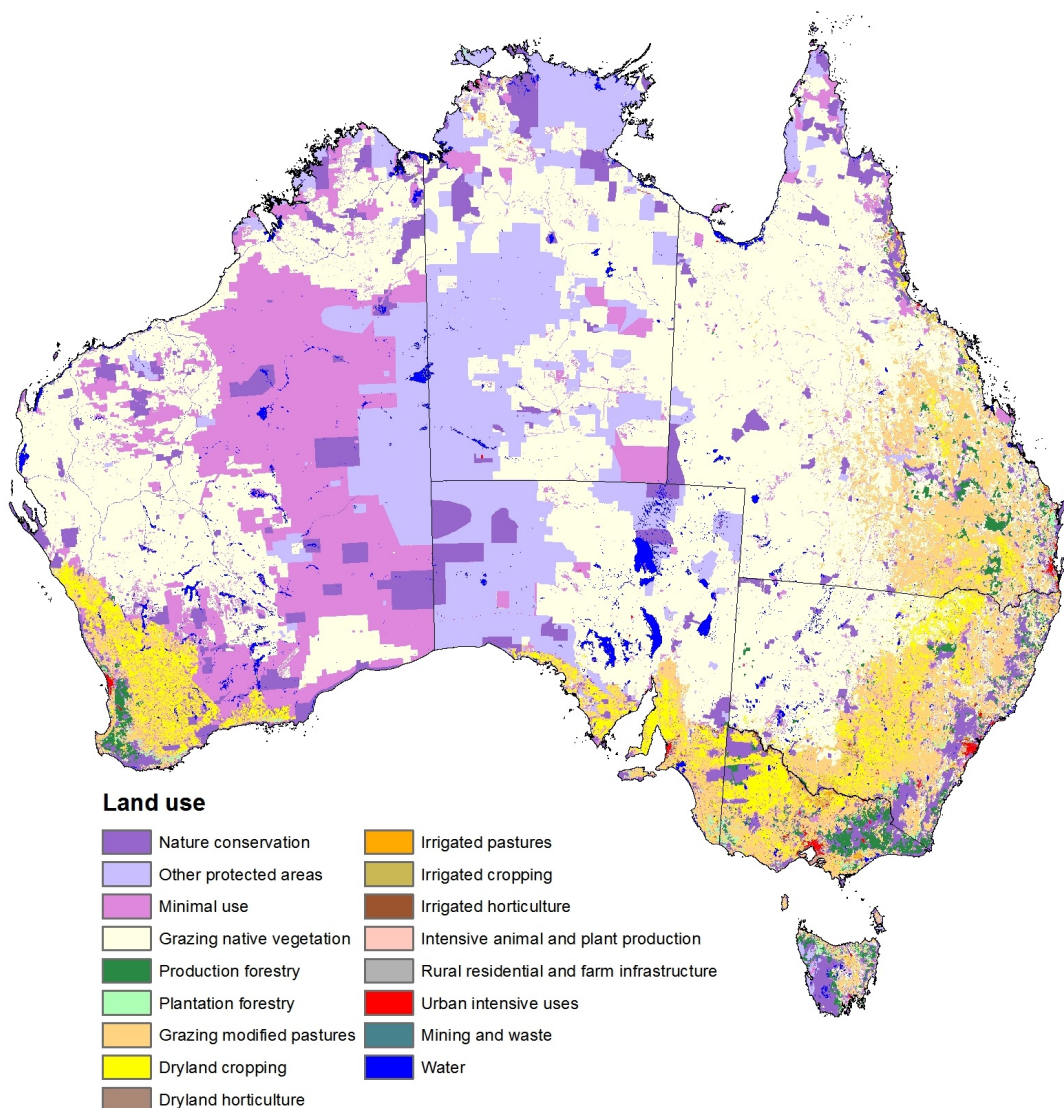 Land use
Nature conservation
Other protected areas
Minimal use
Grazing native vegetation
Production forestry
Plantation forestry
Grazing modified pastures
Dryland cropping
Dryland horticulture
Irrigated pastures
Irrigated cropping
Irrigated horticulture
Intensive animal and plant production
Rural residential and farm infrastructure
Urban intensive uses
Mining and waste
Water